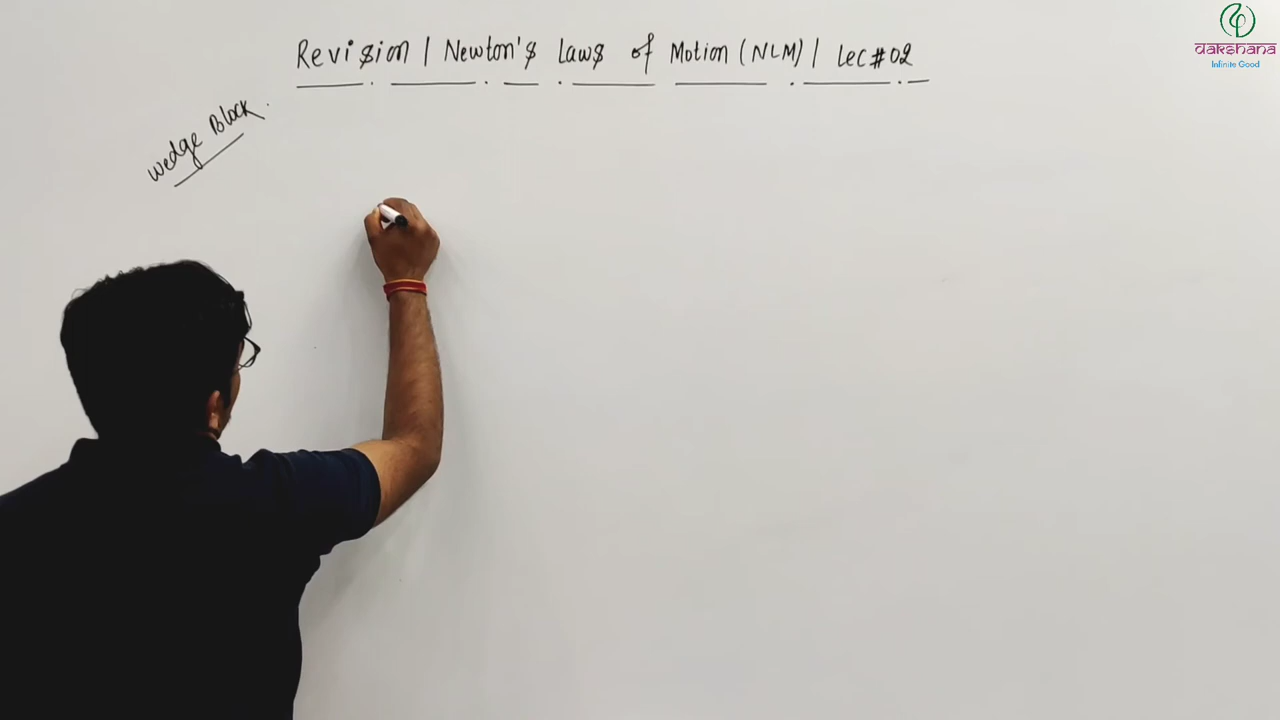 Revision | Newton's Laws of Motion (NLM) | Lec#02
Wedge Block.
dakshana
Infinite Good